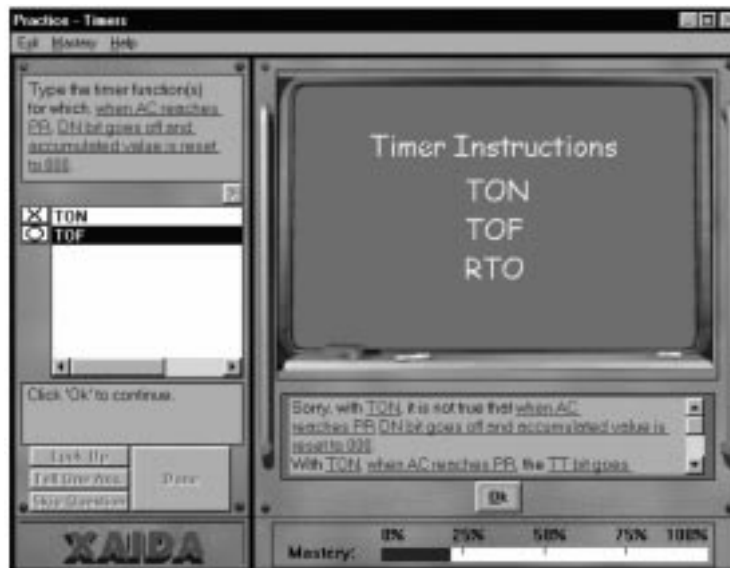 Practice - Timers
Exit Mastery Help
Type the timer function(s)
for which, when AC reaches
PR, DN bit goes off and
accumulated value is reset
to 000.
?
X TON
O TOF
Click 'Ok' to continue.
Look Up
Tell One Ans.
Skip Question
Done
XAIDA
Timer Instructions
TON
TOF
RTO
Sorry, with TON, it is not true that when AC
reaches PR DN bit goes off and accumulated value is
reset to 000.
With TON, when AC reaches PR, the TT bit goes
Ok
0% 25% 50% 75% 100%
Mastery: